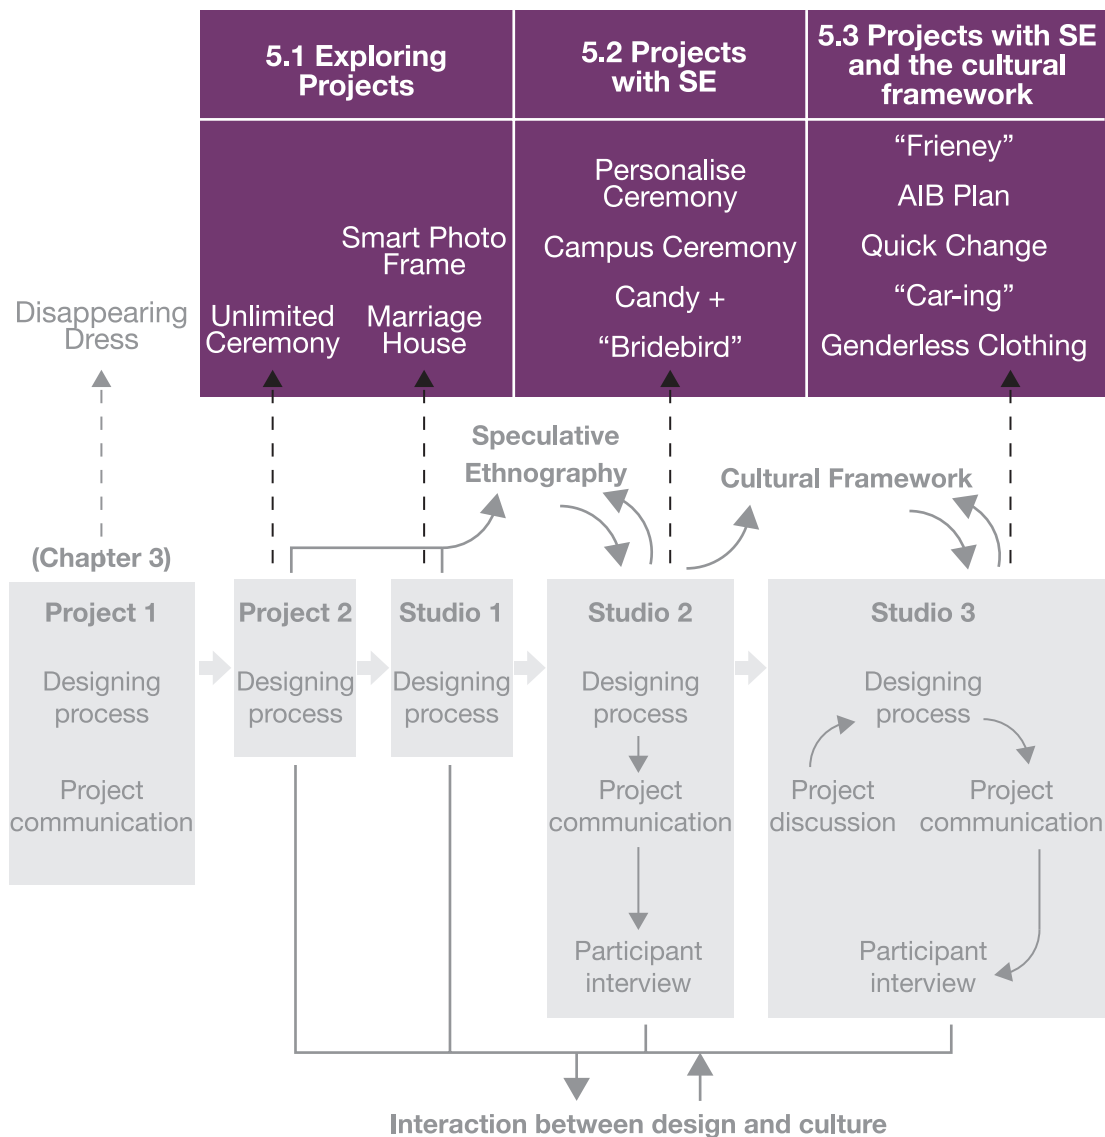 5.1 Exploring
Projects
5.2 Projects
with SE
5.3 Projects with SE
and the cultural
framework
Disappearing
Dress
Unlimited
Ceremony
Smart Photo
Frame
Marriage
House
Personalise
Ceremony
Campus Ceremony
Candy +
“Bridebird”
“Frieney”
AIB Plan
Quick Change
“Car-ing”
Genderless Clothing
Speculative
Ethnography
Cultural Framework
(Chapter 3)
Project 1
Designing
process
Project
communication
Project 2
Designing
process
Studio 1
Designing
process
Studio 2
Designing
process
Project
communication
Participant
interview
Studio 3
Designing
process
Project
discussion
Project
communication
Participant
interview
Interaction between design and culture